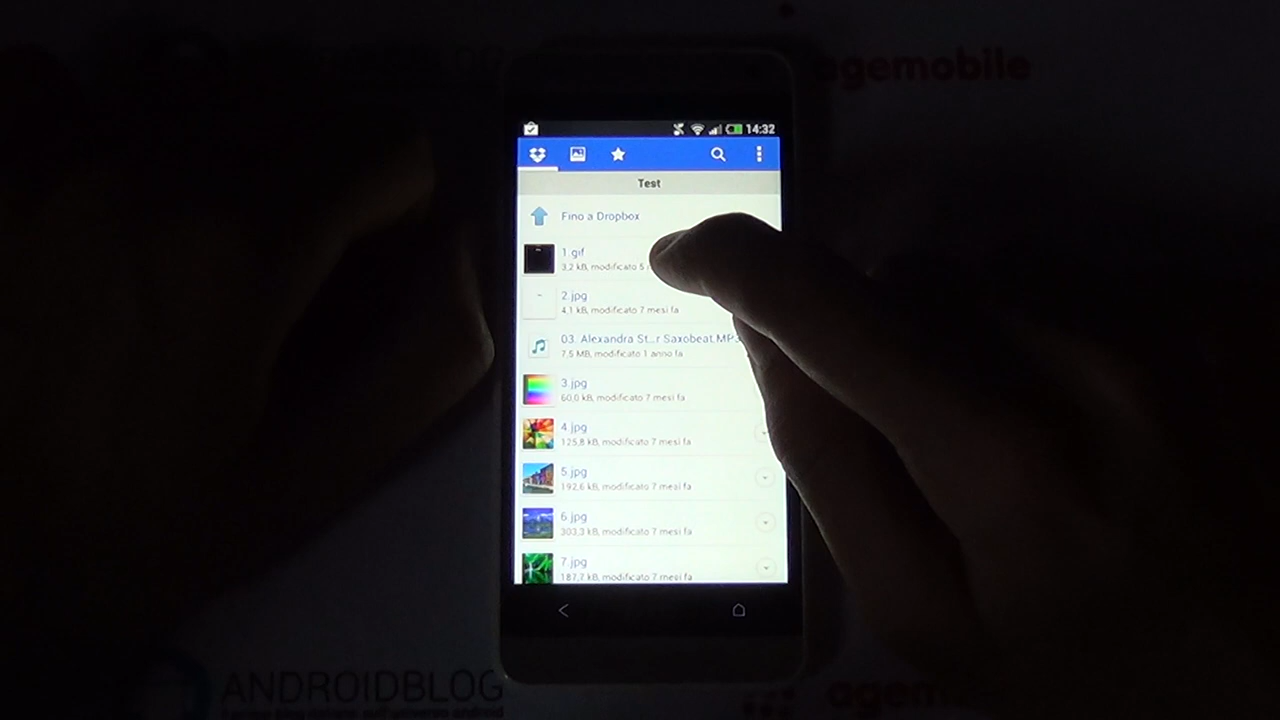 agemobile
14:32
Test
Fino a Dropbox
1.gif
3,2 kB, modificato 5
2.jpg
4,1 kB, modificato 7 mesi fa
03. Alexandra St...r Saxobeat.MP3
7,5 MB, modificato 1 anno fa
3.jpg
60,0 kB, modificato 7 mesi fa
4.jpg
125,8 kB, modificato 7 mesi fa
5.jpg
192,6 kB, modificato 7 mesi fa
6.jpg
303,3 kB, modificato 7 mesi fa
7.jpg
187,7 kB, modificato 7 mesi fa
ANDROIDBLOG
agemob